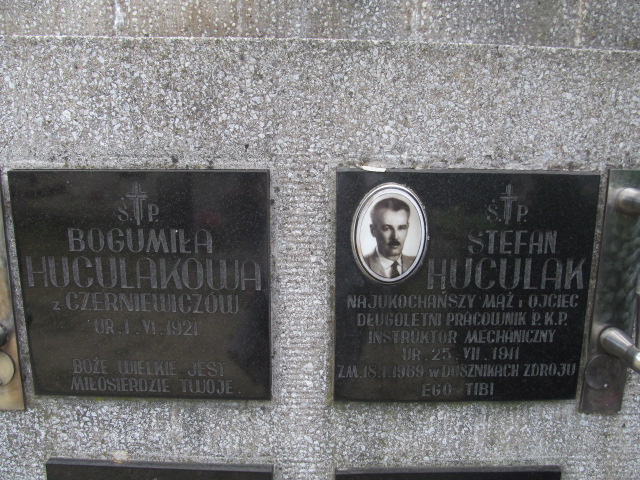 Ś.P.
BOGUMIŁA
HUCULAKOWA
z CZERNIEWICZÓW
UR. 1. VI. 1921
BOŻE WIELKIE JEST
MIŁOSIERDZIE TWOJE
Ś.P.
STEFAN
HUCULAK
NAJUKOCHAŃSZY MĄŻ i OJCIEC
DŁUGOLETNI PRACOWNIK P.K.P.
INSTRUKTOR MECHANICZNY
UR. 25. VII. 1911
ZM. 18.1.1969 w DUSZNIKACH ZDROJU
EGO TIBI